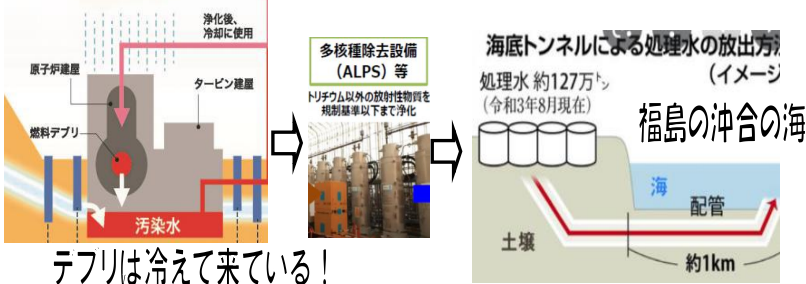 浄化後、
冷却に使用
原子炉建屋
タービン建屋
燃料デブリ
汚染水
デブリは冷えて来ている!
多核種除去設備
(ALPS)等
トリチウム以外の放射性物質を
規制基準以下まで浄化
海底トンネルによる処理水の放出方法
(イメージ
処理水 約127万トン
(令和3年8月現在)
福島の沖合の海
海
配管
土壌
約1km